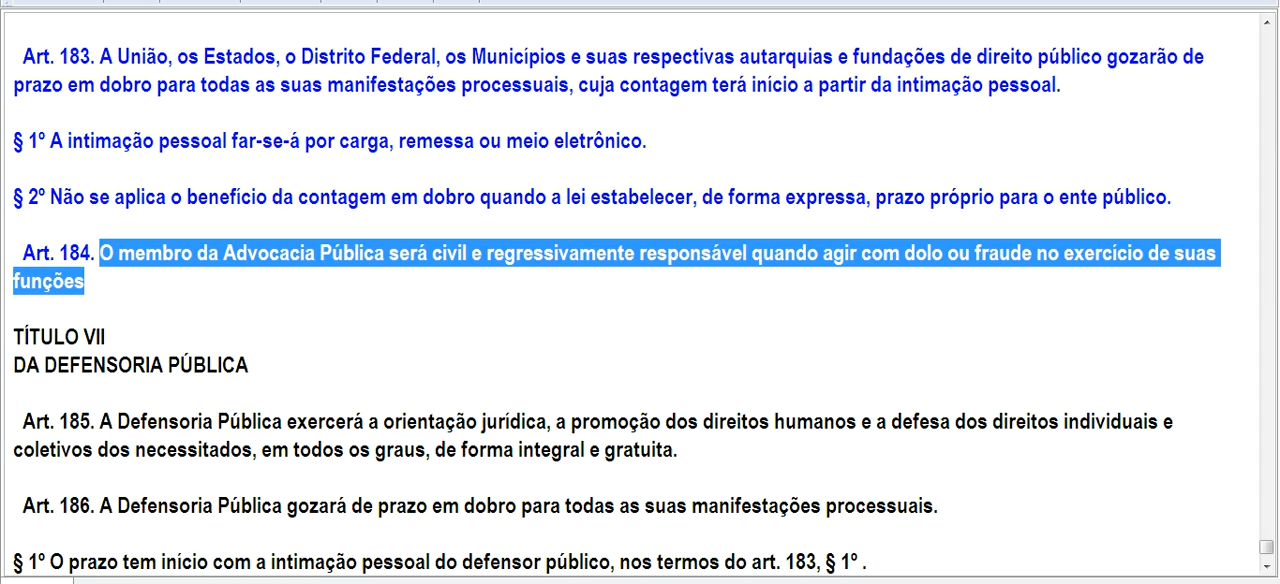 Art. 183. A União, os Estados, o Distrito Federal, os Municípios e suas respectivas autarquias e fundações de direito público gozarão de
prazo em dobro para todas as suas manifestações processuais, cuja contagem terá início a partir da intimação pessoal.
§ 1º A intimação pessoal far-se-á por carga, remessa ou meio eletrônico.
§ 2º Não se aplica o benefício da contagem em dobro quando a lei estabelecer, de forma expressa, prazo próprio para o ente público.
Art. 184. O membro da Advocacia Pública será civil e regressivamente responsável quando agir com dolo ou fraude no exercício de suas
funções
TÍTULO VII
DA DEFENSORIA PÚBLICA
Art. 185. A Defensoria Pública exercerá a orientação jurídica, a promoção dos direitos humanos e a defesa dos direitos individuais e
coletivos dos necessitados, em todos os graus, de forma integral e gratuita.
Art. 186. A Defensoria Pública gozará de prazo em dobro para todas as suas manifestações processuais.
§ 1º O prazo tem início com a intimação pessoal do defensor público, nos termos do art. 183, § 1º .